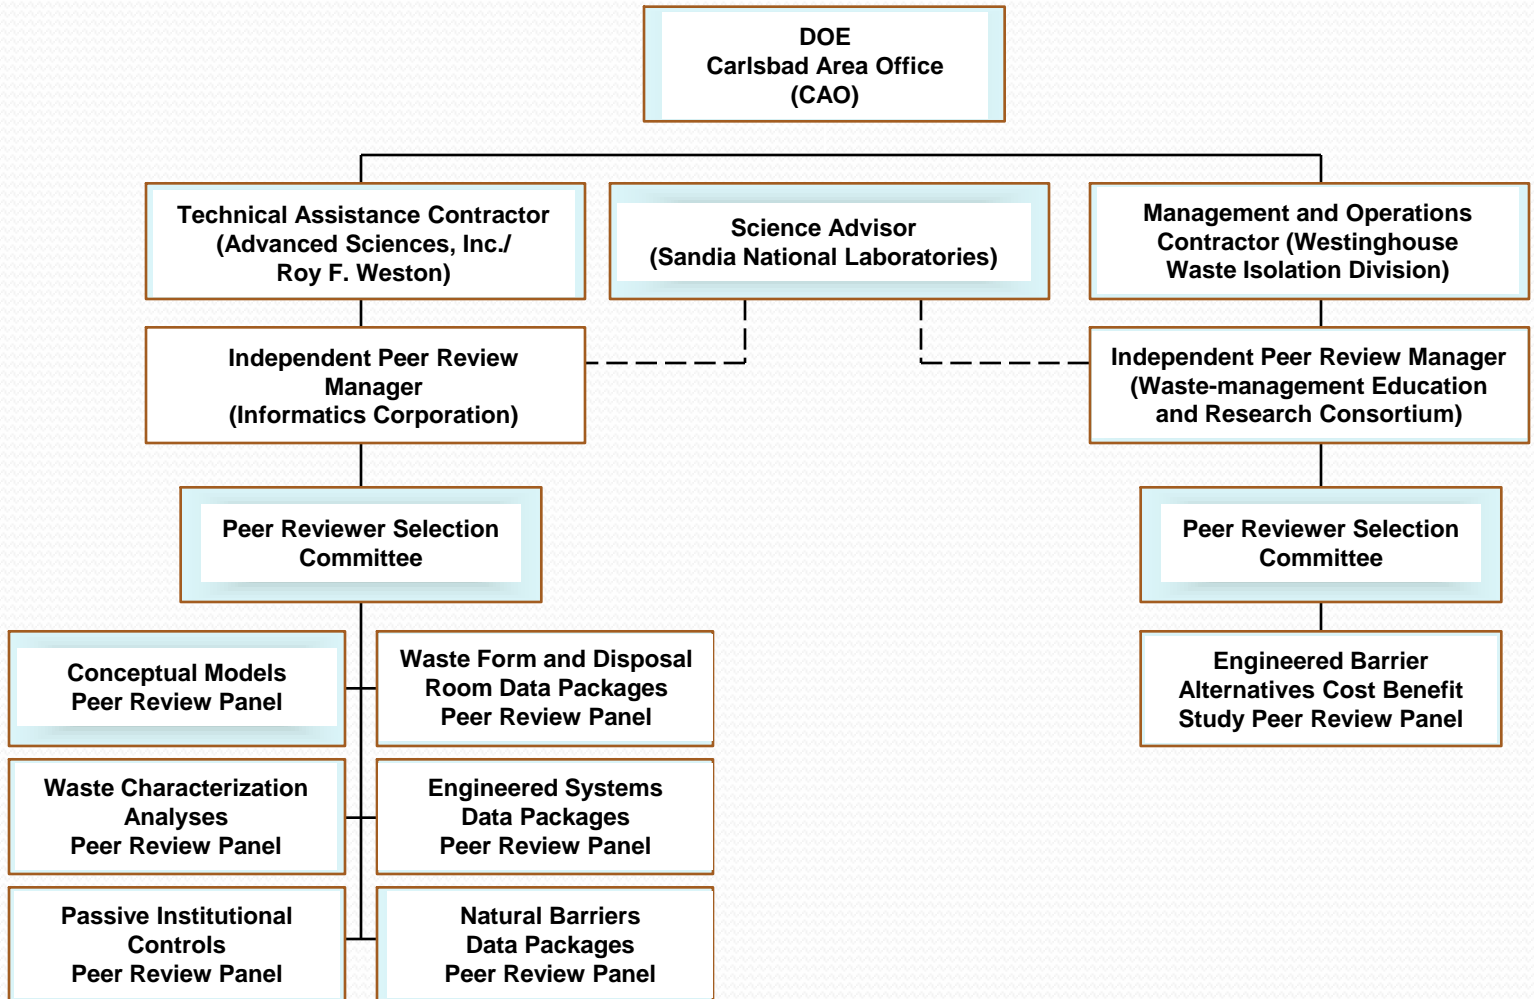 DOE
Carlsbad Area Office
(CAO)
Technical Assistance Contractor
(Advanced Sciences, Inc./
Roy F. Weston)
Science Advisor
(Sandia National Laboratories)
Management and Operations
Contractor (Westinghouse
Waste Isolation Division)
Independent Peer Review
Manager
(Informatics Corporation)
Independent Peer Review Manager
(Waste-management Education
and Research Consortium)
Peer Reviewer Selection
Committee
Peer Reviewer Selection
Committee
Conceptual Models
Peer Review Panel
Waste Form and Disposal
Room Data Packages
Peer Review Panel
Engineered Barrier
Alternatives Cost Benefit
Study Peer Review Panel
Waste Characterization
Analyses
Peer Review Panel
Engineered Systems
Data Packages
Peer Review Panel
Passive Institutional
Controls
Peer Review Panel
Natural Barriers
Data Packages
Peer Review Panel